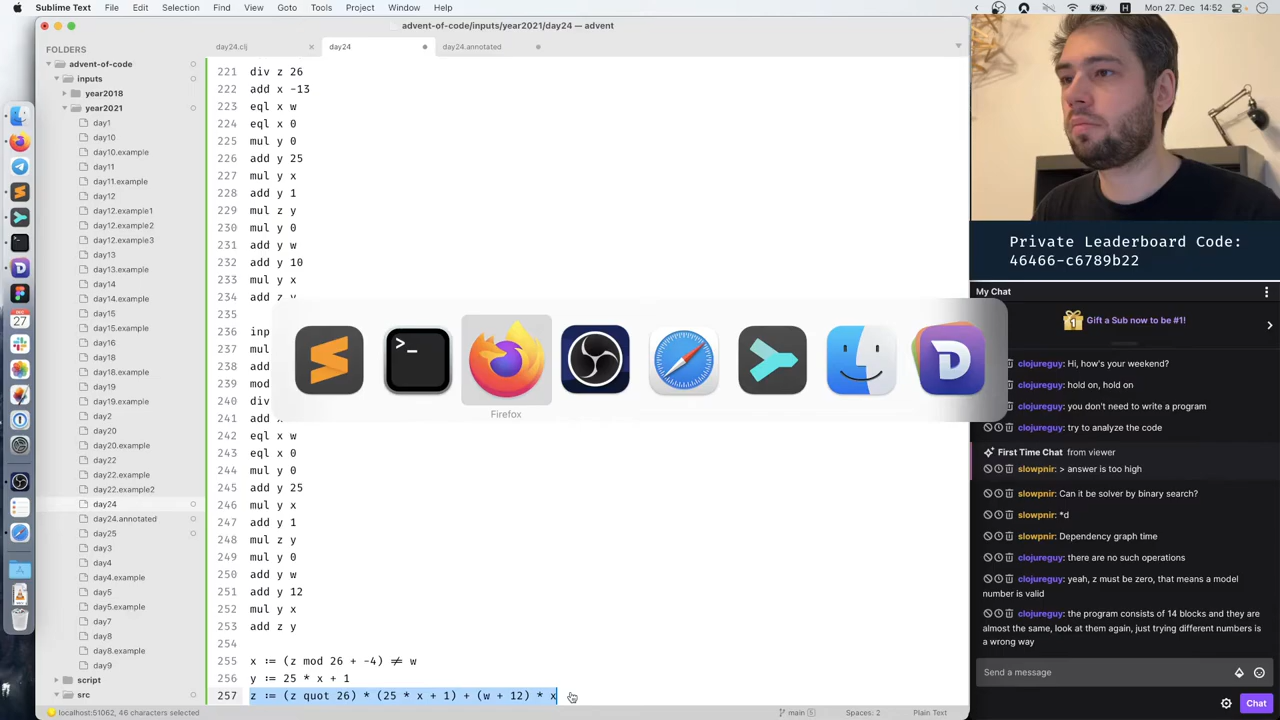 Sublime Text File Edit Selection Find View Goto Tools Project Window Help
Mon 27. Dec 14:52
advent-of-code/inputs/year2021/day24 — advent
FOLDERS
advent-of-code
inputs
year2018
year2021
day1
day10
day10.example
day11
day11.example
day12
day12.example1
day12.example2
day12.example3
day13
day13.example
day14
day14.example
day15
day15.example
day16
day18
day18.example
day19
day19.example
day2
day20
day20.example
day22
day22.example
day22.example2
day24
day24.annotated
day25
day3
day4
day4.example
day5
day5.example
day7
day8
day8.example
day9
script
src
day24.clj
day24
day24.annotated
221 div z 26
222 add x -13
223 eql x w
224 eql x 0
225 mul y 0
226 add y 25
227 mul y x
228 add y 1
229 mul z y
230 mul y 0
231 add y w
232 add y 10
233 mul y x
234 add z y
235
236 inp
237 mul
238 add
239 mod
240 div
241 add
242 eql x w
243 eql x 0
244 mul y 0
245 add y 25
246 mul y x
247 add y 1
248 mul z y
249 mul y 0
250 add y w
251 add y 12
252 mul y x
253 add z y
254
255 x := (z mod 26 + -4) ≠ w
256 y := 25 * x + 1
257 z := (z quot 26) * (25 * x + 1) + (w + 12) * x
Firefox
localhost:51062, 46 characters selected
main 5
Spaces: 2
Plain Text
Private Leaderboard Code:
46466-c6789b22
My Chat
Gift a Sub now to be #1!
clojureguy: Hi, how's your weekend?
clojureguy: hold on, hold on
clojureguy: you don't need to write a program
clojureguy: try to analyze the code
First Time Chat from viewer
slowpnir: > answer is too high
slowpnir: Can it be solver by binary search?
slowpnir: *d
slowpnir: Dependency graph time
clojureguy: there are no such operations
clojureguy: yeah, z must be zero, that means a model
number is valid
clojureguy: the program consists of 14 blocks and they are
almost the same, look at them again, just trying different numbers is
a wrong way
Send a message
Chat